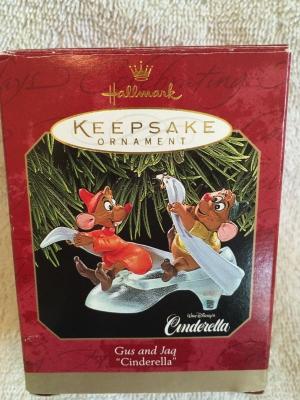 Hallmark
KEEPSAKE
ORNAMENT
Walt Disney's
Cinderella
Gus and Jaq
"Cinderella"